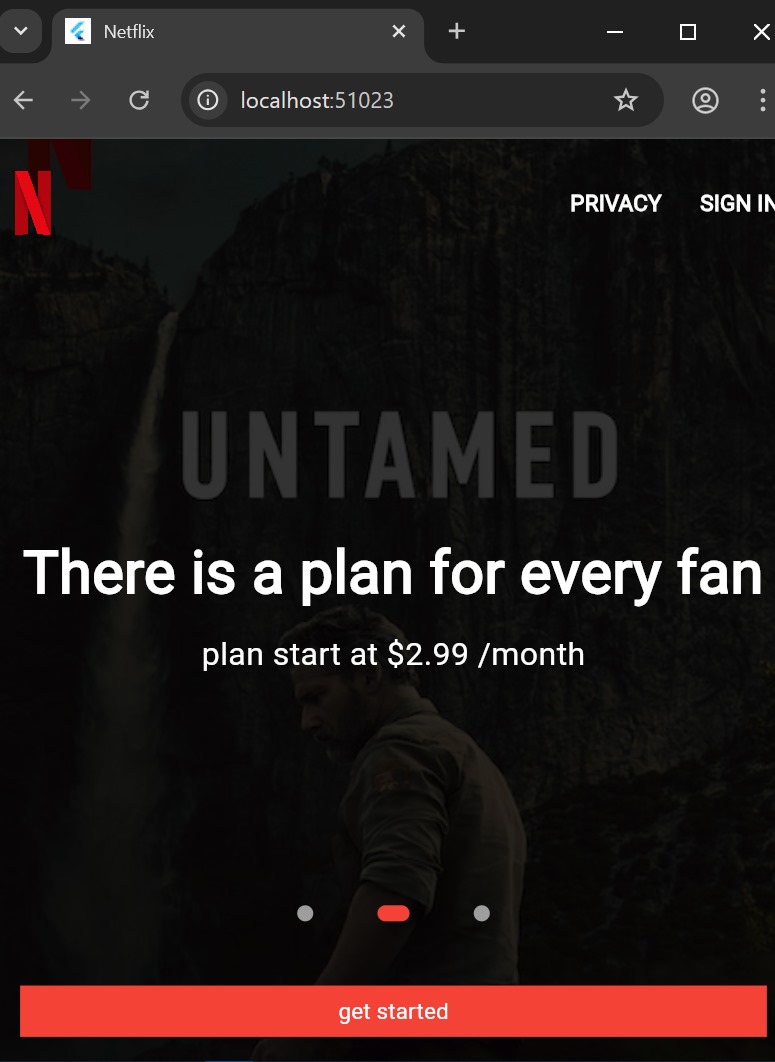 Netflix
localhost:51023
N
PRIVACY SIGN IN
UNTAMED
There is a plan for every fan
plan start at $2.99 /month
get started